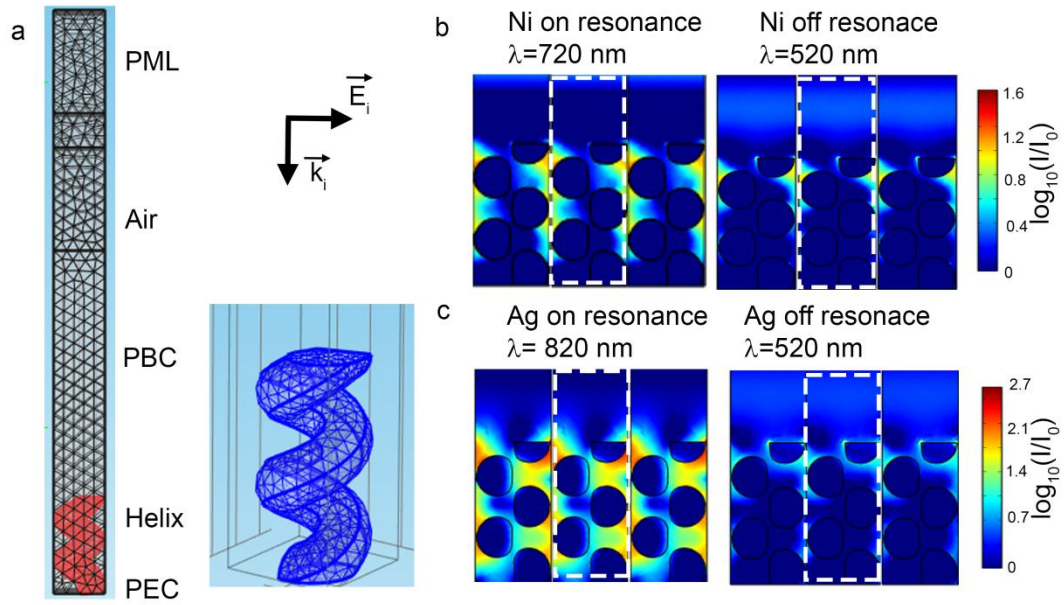 a
PML
Air
PBC
Helix
PEC
E_i
k_i
b
Ni on resonance
λ=720 nm
Ni off resonance
λ=520 nm
1.6
1.2
0.8
0.4
0
log10(I/I0)
c
Ag on resonance
λ= 820 nm
Ag off resonace
λ=520 nm
2.7
2.1
1.4
0.7
0
log10(I/I0)